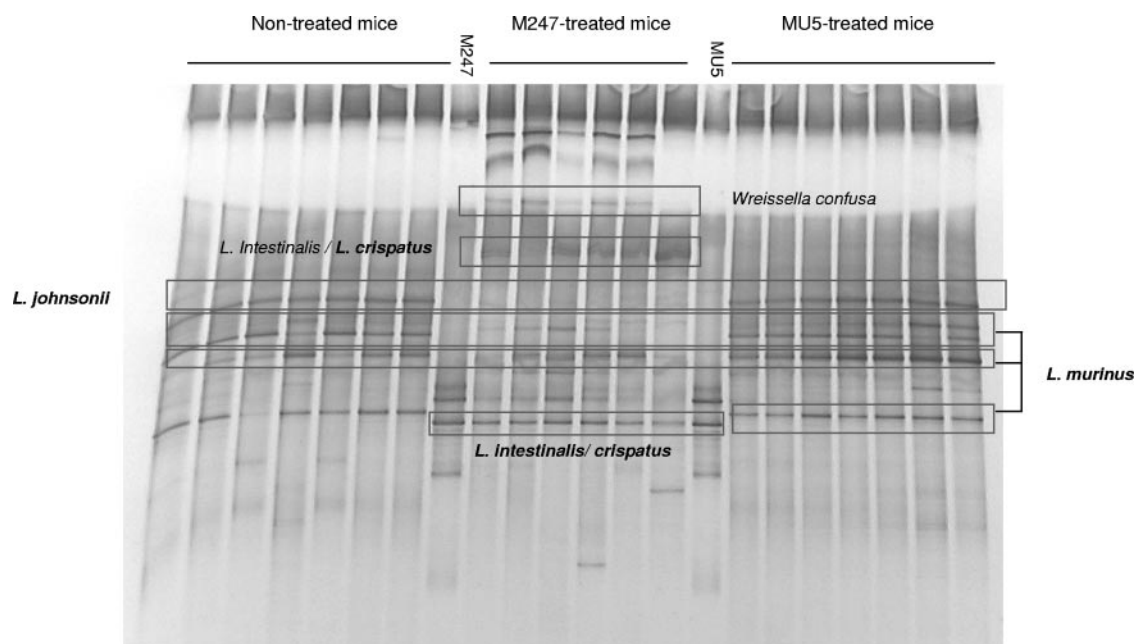 Non-treated mice
M247
M247-treated mice
MU5
MU5-treated mice
Wreissella confusa
L. Intestinalis / L. crispatus
L. johnsonii
L. murinus
L. intestinalis/ crispatus